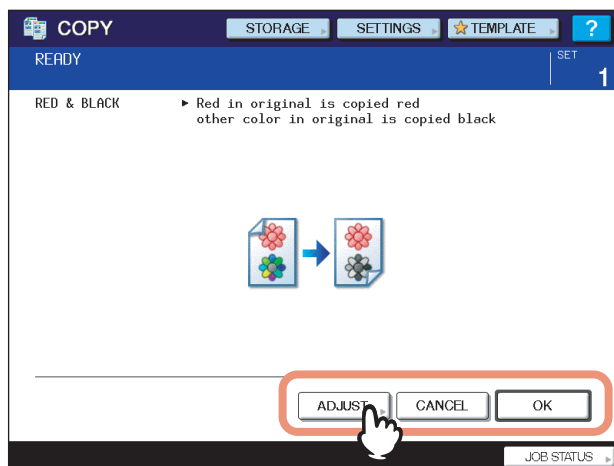 COPY
STORAGE
SETTINGS
TEMPLATE
?
READY
SET
1
RED & BLACK
Red in original is copied red
other color in original is copied black
ADJUST
CANCEL
OK
JOB STATUS